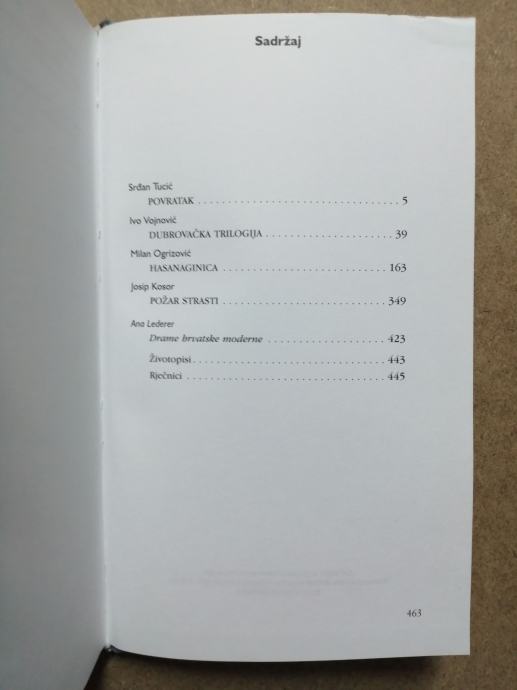 Sadržaj
Srđan Tucić
POVRATAK . . . . . . . . . . . . . . . . . . . . . . . . . . . . . . . . . . 5
Ivo Vojnović
DUBROVAČKA TRILOGIJA . . . . . . . . . . . . . . . . . . . . . . 39
Milan Ogrizović
HASANAGINICA . . . . . . . . . . . . . . . . . . . . . . . . . . . . 163
Josip Kosor
POŽAR STRASTI . . . . . . . . . . . . . . . . . . . . . . . . . . . . 349
Ana Lederer
Drame hrvatske moderne . . . . . . . . . . . . . . . . . . . . 423
Životopisi . . . . . . . . . . . . . . . . . . . . . . . . . . . . . . . . . 443
Rječnici . . . . . . . . . . . . . . . . . . . . . . . . . . . . . . . . . . 445
463